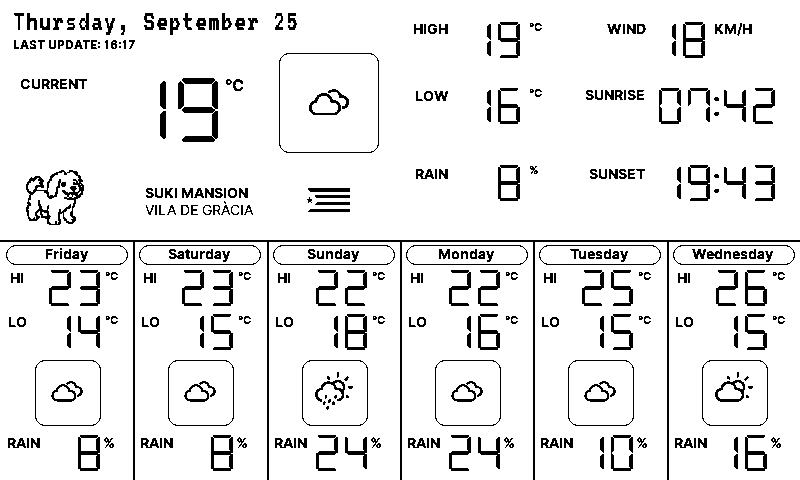 Thursday, September 25
LAST UPDATE: 16:17
CURRENT 19 °C
SUKI MANSION
VILA DE GRÀCIA
HIGH 19 °C
LOW 16 °C
RAIN 8 %
WIND 18 KM/H
SUNRISE 07:42
SUNSET 19:43
Friday
HI 23 °C
LO 14 °C
RAIN 8 %
Saturday
HI 23 °C
LO 15 °C
RAIN 8 %
Sunday
HI 22 °C
LO 18 °C
RAIN 24 %
Monday
HI 22 °C
LO 16 °C
RAIN 24 %
Tuesday
HI 25 °C
LO 15 °C
RAIN 10 %
Wednesday
HI 26 °C
LO 15 °C
RAIN 16 %